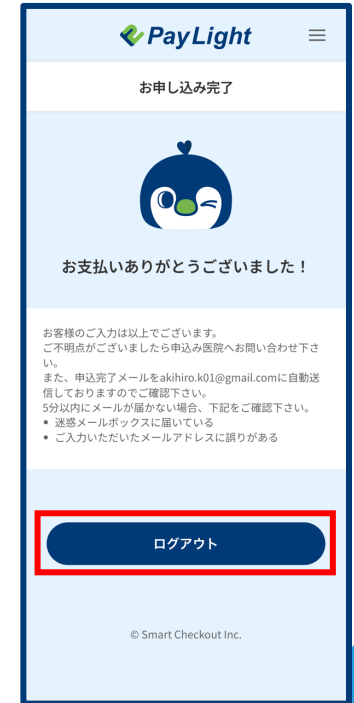 PayLight
お申し込み完了
お支払いありがとうございました！
お客様のご入力は以上でございます。
ご不明点がございましたら申込み医院へお問い合わせ下さ
い。
また、申込完了メールをakihiro.k01@gmail.comに自動送
信しておりますのでご確認下さい。
5分以内にメールが届かない場合、下記をご確認下さい。
• 迷惑メールボックスに届いている
• ご入力いただいたメールアドレスに誤りがある
ログアウト
© Smart Checkout Inc.